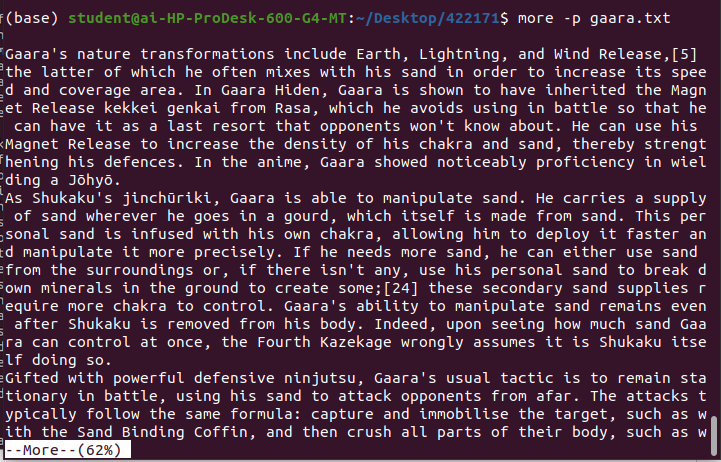 (base) student@ai-HP-ProDesk-600-G4-MT:~/Desktop/422171$ more -p gaara.txt
Gaara's nature transformations include Earth, Lightning, and Wind Release,[5]
the latter of which he often mixes with his sand in order to increase its spee
d and coverage area. In Gaara Hiden, Gaara is shown to have inherited the Magn
et Release kekkei genkai from Rasa, which he avoids using in battle so that he
 can have it as a last resort that opponents won't know about. He can use his
Magnet Release to increase the density of his chakra and sand, thereby strengt
hening his defences. In the anime, Gaara showed noticeably proficiency in wiel
ding a Jōhyō.
As Shukaku's jinchūriki, Gaara is able to manipulate sand. He carries a supply
 of sand wherever he goes in a gourd, which itself is made from sand. This per
sonal sand is infused with his own chakra, allowing him to deploy it faster an
d manipulate it more precisely. If he needs more sand, he can either use sand
from the surroundings or, if there isn't any, use his personal sand to break d
own minerals in the ground to create some;[24] these secondary sand supplies r
equire more chakra to control. Gaara's ability to manipulate sand remains even
 after Shukaku is removed from his body. Indeed, upon seeing how much sand Gaa
ra can control at once, the Fourth Kazekage wrongly assumes it is Shukaku itse
lf doing so.
Gifted with powerful defensive ninjutsu, Gaara's usual tactic is to remain sta
tionary in battle, using his sand to attack opponents from afar. The attacks t
ypically follow the same formula: capture and immobilise the target, such as w
ith the Sand Binding Coffin, and then crush all parts of their body, such as w
--More--(62%)